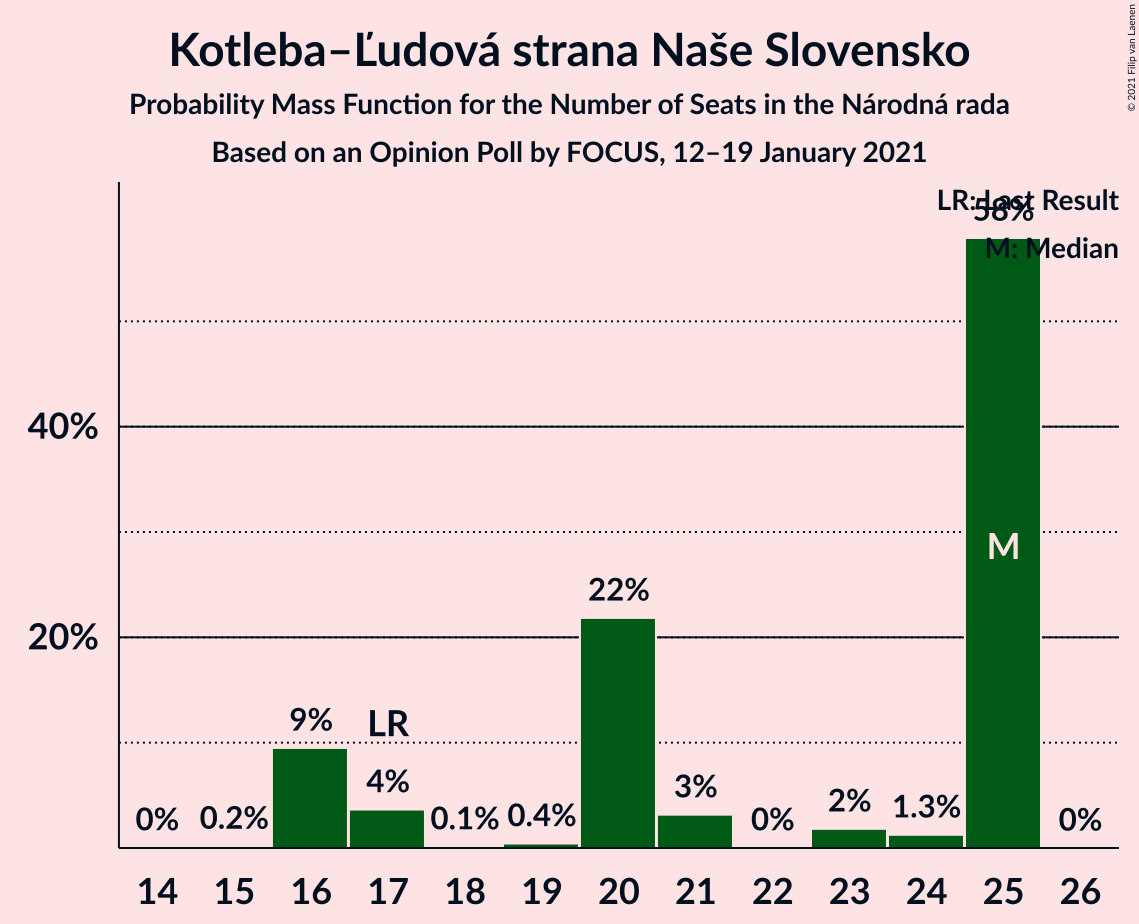 Kotleba–Ľudová strana Naše Slovensko
Probability Mass Function for the Number of Seats in the Národná rada
Based on an Opinion Poll by FOCUS, 12–19 January 2021
© 2021 Filip van Laenen
LR: Last Result
M: Median
58%
40%
20%
0%
0.2%
9%
LR
4%
0.1%
0.4%
22%
3%
0%
2%
1.3%
M
0%
14 15 16 17 18 19 20 21 22 23 24 25 26